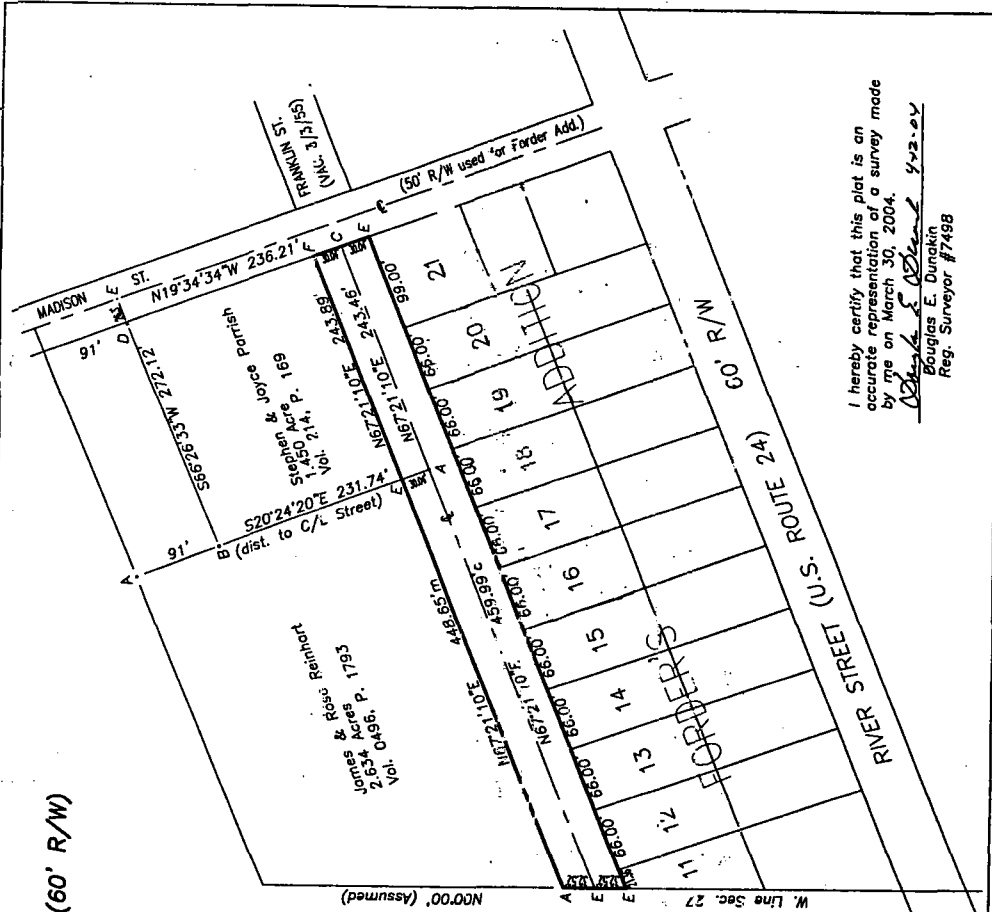 (60' R/W)
MADISON ST.
FRANKLIN ST.
(VAC. 3/3/55)
(50' R/W used for Forder Add.)
N19°34'34"W 236.21'
91'
D
E
F
C
E
S66°26'33"W 272.12'
Stephen & Joyce Parrish
1.450 Acre
Vol. 214, P. 169
N67°21'10"E 243.89'
N67°21'10"E 243.46'
A
91'
B
S20°24'20"E 231.74'
(dist. to C/L Street)
E
A
James & Rosu Reinhart
2.634 Acres
Vol. 0496, P. 1793
N67°21'10"E 448.65'm
N67°21'10"E 459.99'c
N00°00' (Assumed)
A
E
E
W. Line Sec. 27
66.00'
66.00'
66.00'
66.00'
66.00'
66.00'
66.00'
66.00'
66.00'
99.00'
11
12
13
14
15
16
17
18
19
20
21
FORDER'S ADDITION
RIVER STREET (U.S. ROUTE 24) 60' R/W
I hereby certify that this plat is an
accurate representation of a survey made
by me on March 30, 2004.
Douglas E. Dunakin
Reg. Surveyor #7498